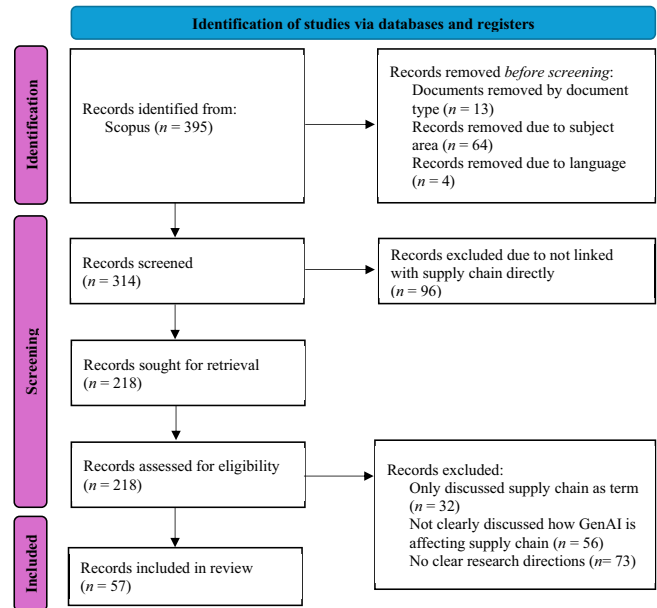 Identification of studies via databases and registers
Identification
Records identified from:
Scopus (n = 395)
Records removed before screening:
Documents removed by document
type (n = 13)
Records removed due to subject
area (n = 64)
Records removed due to language
(n = 4)
Screening
Records screened
(n = 314)
Records excluded due to not linked
with supply chain directly
(n = 96)
Records sought for retrieval
(n = 218)
Records assessed for eligibility
(n = 218)
Records excluded:
Only discussed supply chain as term
(n = 32)
Not clearly discussed how GenAI is
affecting supply chain (n = 56)
No clear research directions (n= 73)
Included
Records included in review
(n = 57)